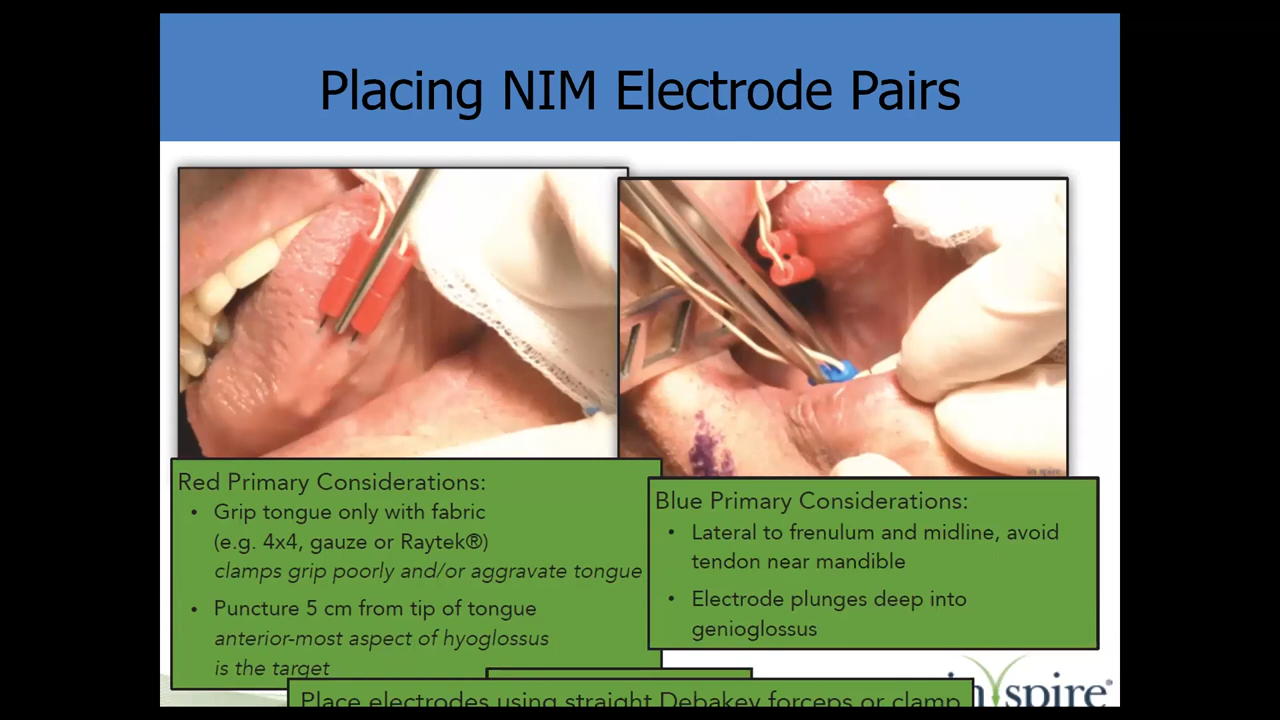 Placing NIM Electrode Pairs
in spire
Red Primary Considerations:
• Grip tongue only with fabric
(e.g. 4x4, gauze or Raytek®)
clamps grip poorly and/or aggravate tongue
• Puncture 5 cm from tip of tongue
anterior-most aspect of hyoglossus
is the target
Blue Primary Considerations:
• Lateral to frenulum and midline, avoid
tendon near mandible
• Electrode plunges deep into
genioglossus
Place electrodes using straight Debakey forceps or clamp
inspire®